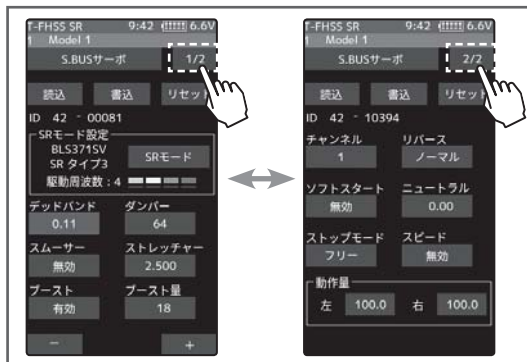 T-FHSS SR 9:42 6.6V
1 Model 1
S.BUSサーボ 1/2
読込 書込 リセット
ID 42 - 00081
SRモード設定
BLS371SV
SR タイプ3
SRモード
駆動周波数：4
デッドバンド ダンパー
0.11 64
スムーサー ストレッチャー
無効 2.500
ブースト ブースト量
有効 18
− +
T-FHSS SR 9:42 6.6V
1 Model 1
S.BUSサーボ 2/2
読込 書込 リセット
ID 42 - 10394
チャンネル リバース
1 ノーマル
ソフトスタート ニュートラル
無効 0.00
ストップモード スピード
フリー 無効
動作量
左 100.0 右 100.0